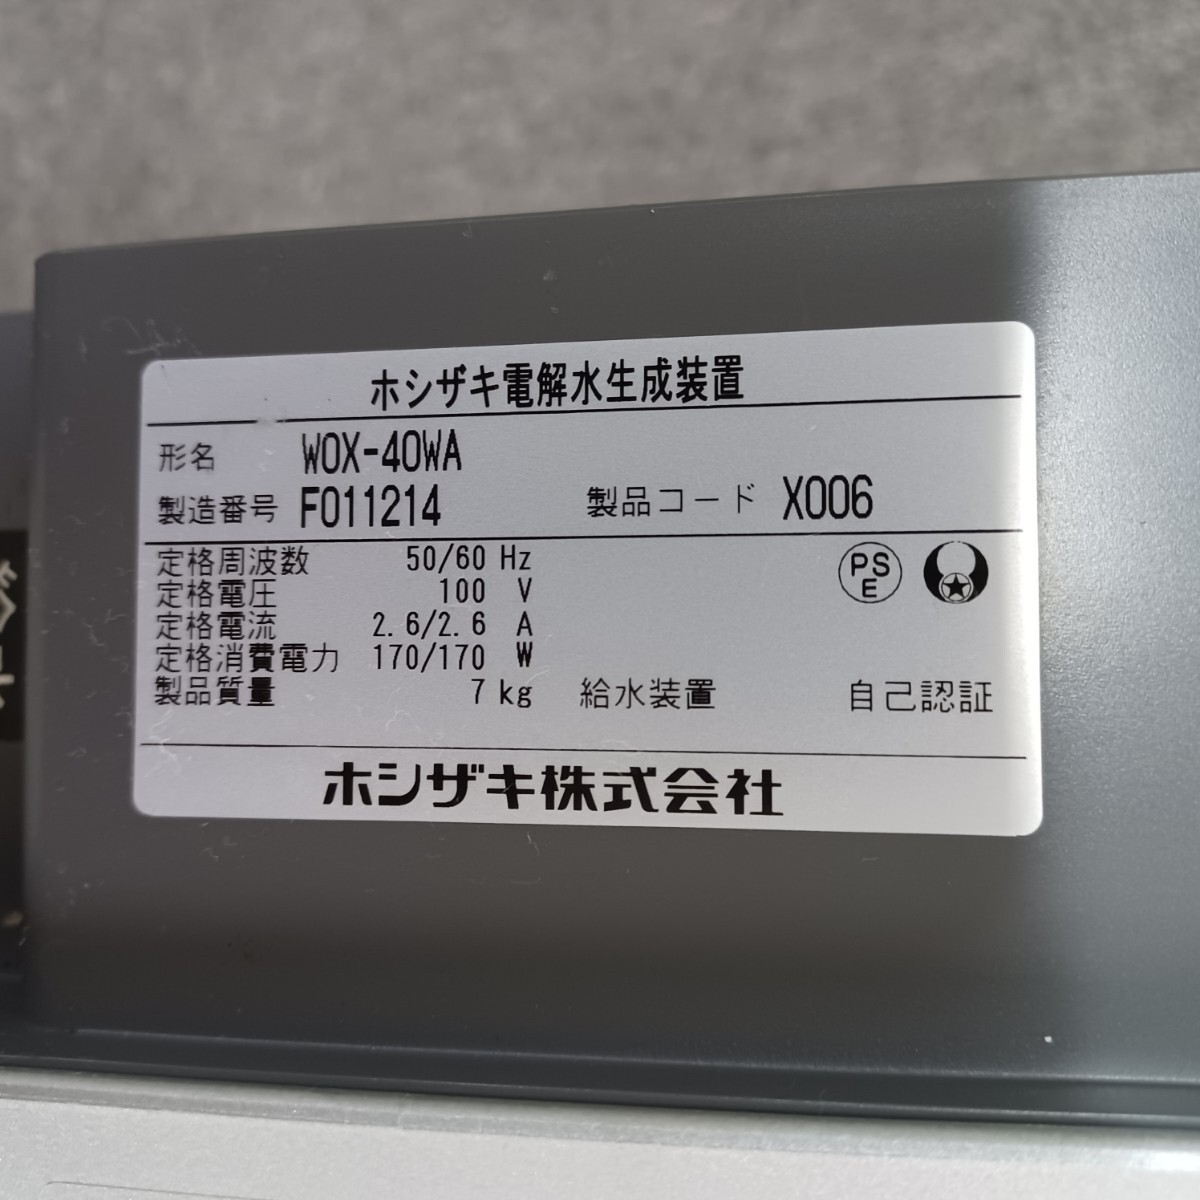 ホシザキ電解水生成装置
形名 WOX-40WA
製造番号 F011214 製品コード X006
定格周波数 50/60 Hz
定格電圧 100 V
定格電流 2.6/2.6 A
定格消費電力 170/170 W
製品質量 7 kg 給水装置 自己認証
PS
E
ホシザキ株式会社